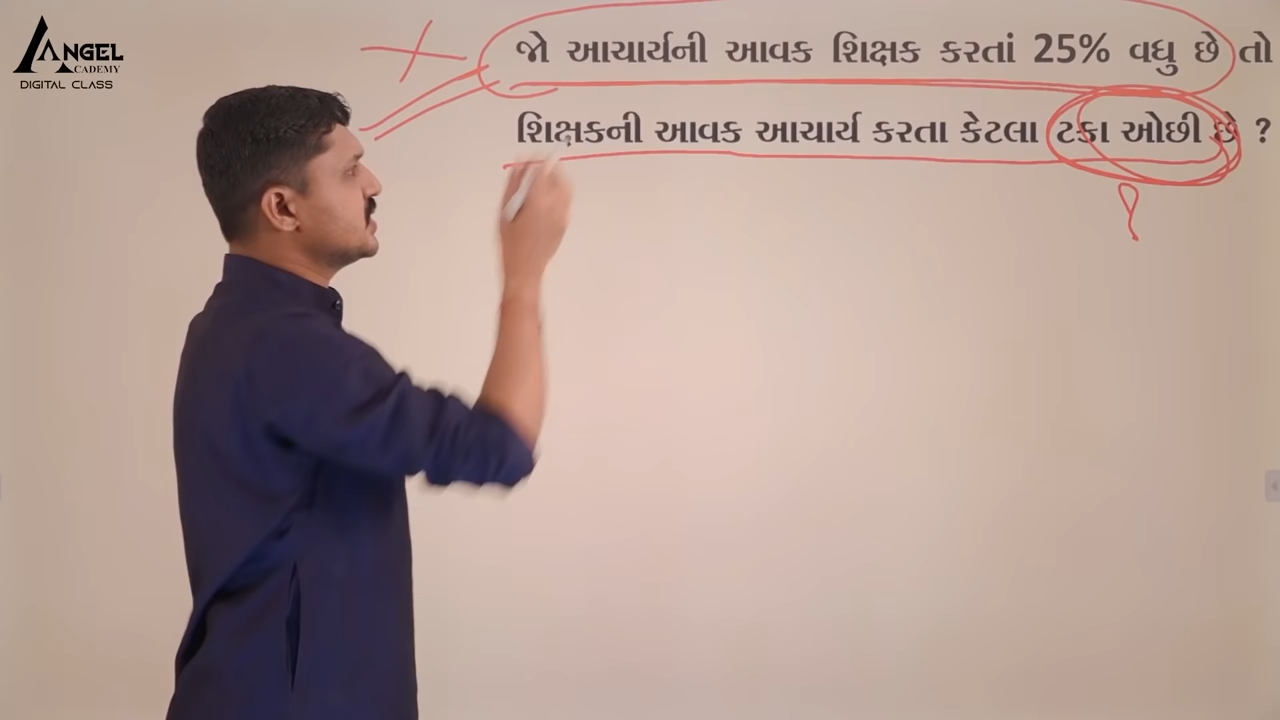 ANGEL
ACADEMY
DIGITAL CLASS
જો આચાર્યની આવક શિક્ષક કરતાં 25% વધુ છે તો
શિક્ષકની આવક આચાર્ય કરતા કેટલા ટકા ઓછી છે ?